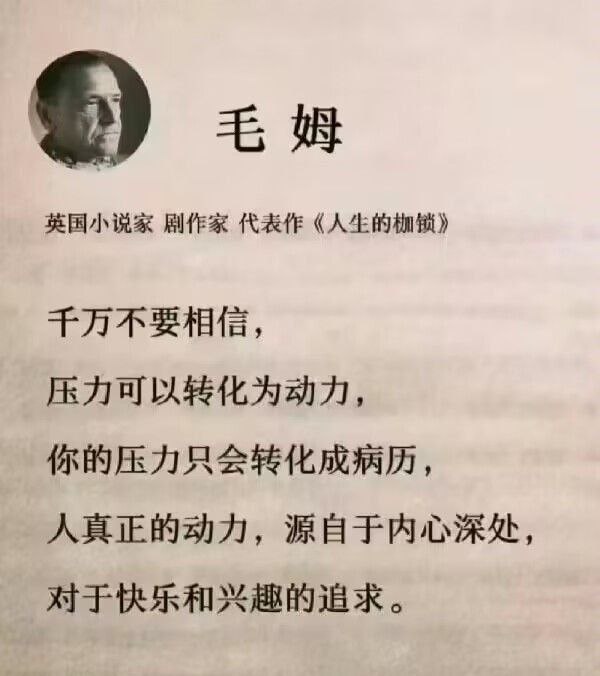 毛姆
英国小说家 剧作家 代表作《人生的枷锁》
千万不要相信，
压力可以转化为动力，
你的压力只会转化成病历，
人真正的动力，源自于内心深处，
对于快乐和兴趣的追求。